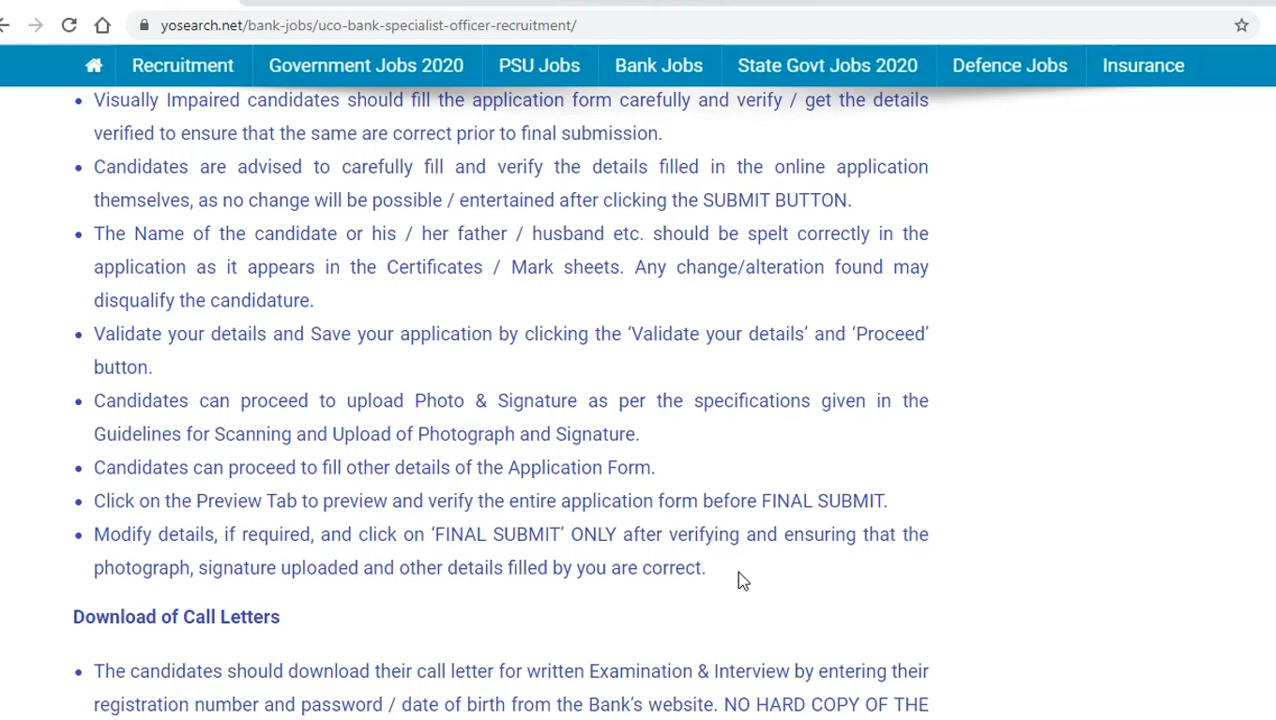 yosearch.net/bank-jobs/uco-bank-specialist-officer-recruitment/
Recruitment Government Jobs 2020 PSU Jobs Bank Jobs State Govt Jobs 2020 Defence Jobs Insurance
• Visually Impaired candidates should fill the application form carefully and verify / get the details
verified to ensure that the same are correct prior to final submission.
• Candidates are advised to carefully fill and verify the details filled in the online application
themselves, as no change will be possible / entertained after clicking the SUBMIT BUTTON.
• The Name of the candidate or his / her father / husband etc. should be spelt correctly in the
application as it appears in the Certificates / Mark sheets. Any change/alteration found may
disqualify the candidature.
• Validate your details and Save your application by clicking the ‘Validate your details’ and ‘Proceed’
button.
• Candidates can proceed to upload Photo & Signature as per the specifications given in the
Guidelines for Scanning and Upload of Photograph and Signature.
• Candidates can proceed to fill other details of the Application Form.
• Click on the Preview Tab to preview and verify the entire application form before FINAL SUBMIT.
• Modify details, if required, and click on ‘FINAL SUBMIT’ ONLY after verifying and ensuring that the
photograph, signature uploaded and other details filled by you are correct.
Download of Call Letters
• The candidates should download their call letter for written Examination & Interview by entering their
registration number and password / date of birth from the Bank’s website. NO HARD COPY OF THE